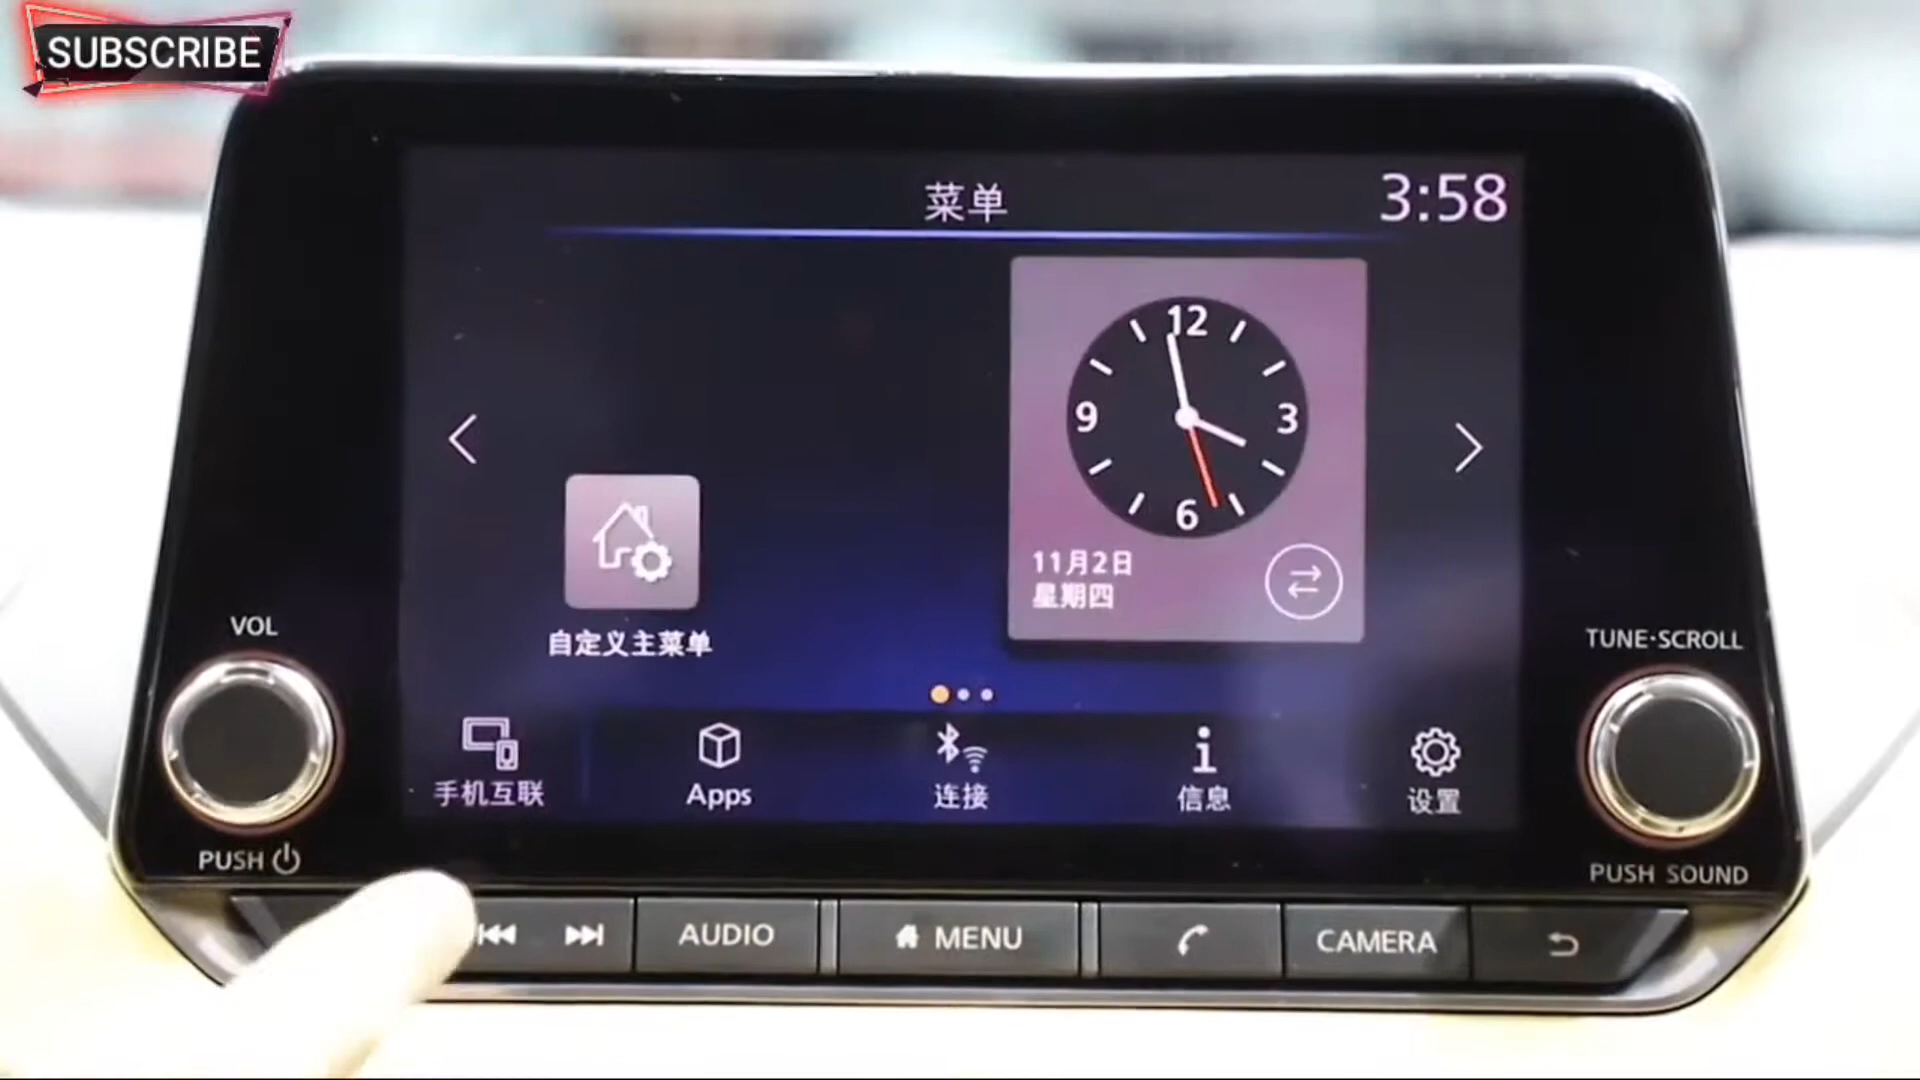 SUBSCRIBE
菜单
3:58
12
9
3
6
11月2日
星期四
自定义主菜单
VOL
TUNE·SCROLL
手机互联
Apps
连接
信息
设置
PUSH
PUSH SOUND
AUDIO
MENU
CAMERA